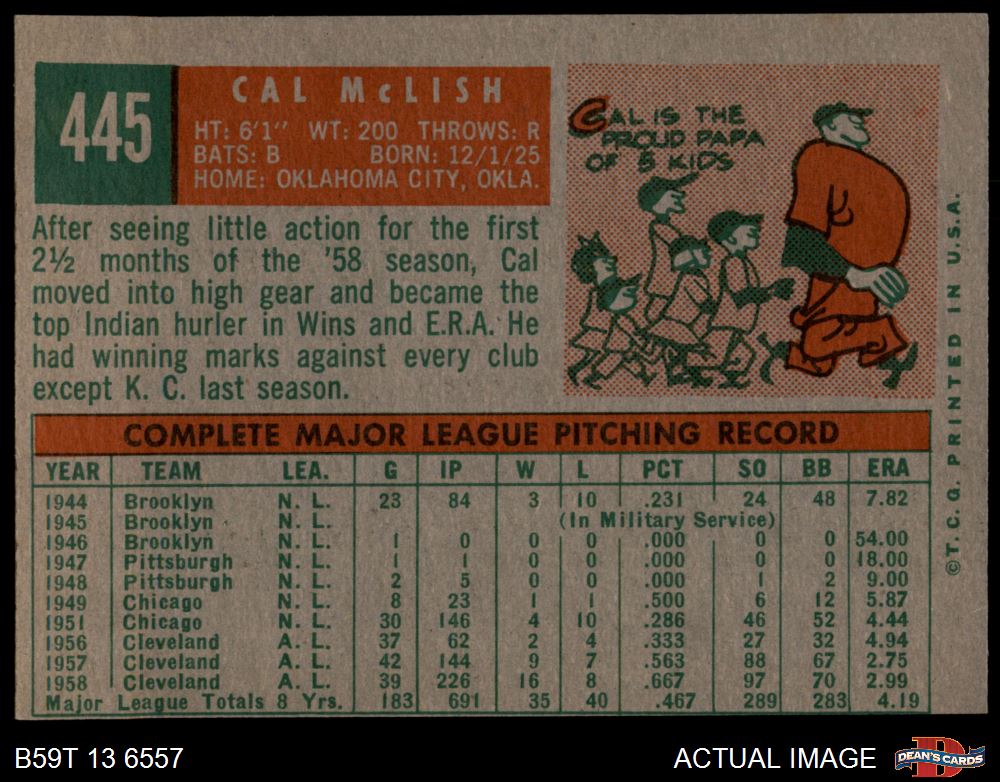 445
CAL McLISH
HT: 6'1" WT: 200 THROWS: R
BATS: B BORN: 12/1/25
HOME: OKLAHOMA CITY, OKLA.
CAL IS THE
PROUD PAPA
OF 5 KIDS
After seeing little action for the first
2½ months of the '58 season, Cal
moved into high gear and became the
top Indian hurler in Wins and E.R.A. He
had winning marks against every club
except K. C. last season.
COMPLETE MAJOR LEAGUE PITCHING RECORD
YEAR TEAM LEA. G IP W L PCT SO BB ERA
1944 Brooklyn N. L. 23 84 3 10 .231 24 48 7.82
1945 Brooklyn N. L. (In Military Service)
1946 Brooklyn N. L. 1 0 0 0 .000 0 0 54.00
1947 Pittsburgh N. L. 1 1 0 0 .000 0 0 18.00
1948 Pittsburgh N. L. 2 5 0 0 .000 1 2 9.00
1949 Chicago N. L. 8 23 1 1 .500 6 12 5.87
1951 Chicago N. L. 30 146 4 10 .286 46 52 4.44
1956 Cleveland A. L. 37 62 2 4 .333 27 32 4.94
1957 Cleveland A. L. 42 144 9 7 .563 88 67 2.75
1958 Cleveland A. L. 39 226 16 8 .667 97 70 2.99
Major League Totals 8 Yrs. 183 691 35 40 .467 289 283 4.19
©T. C. G. PRINTED IN U.S.A.
B59T 13 6557
ACTUAL IMAGE
DEAN'S CARDS